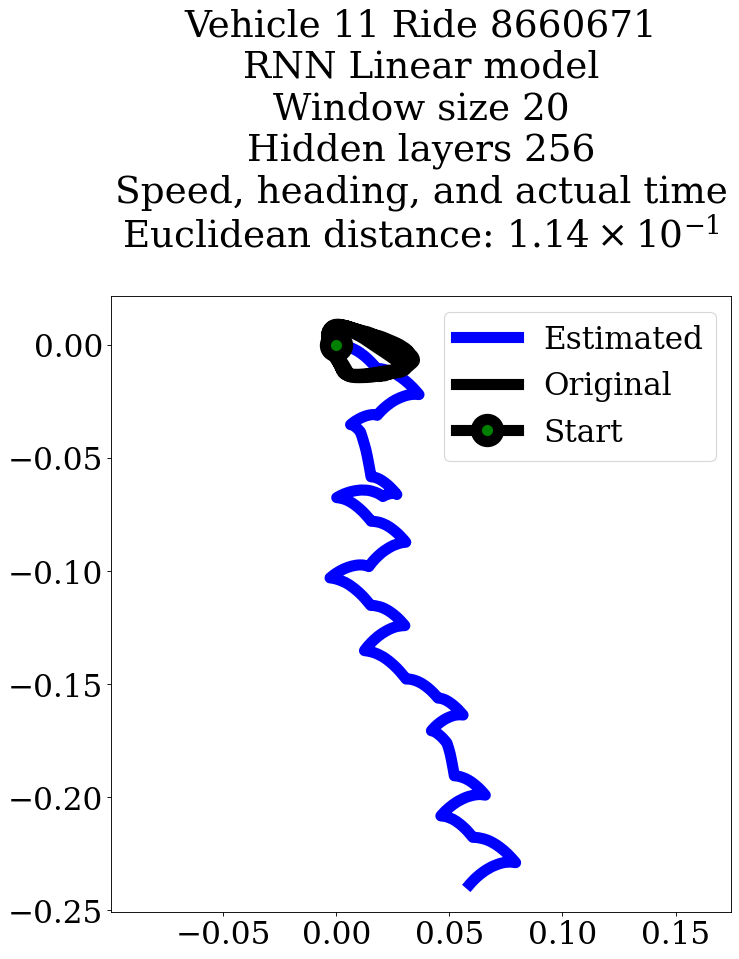 Vehicle 11 Ride 8660671
RNN Linear model
Window size 20
Hidden layers 256
Speed, heading, and actual time
Euclidean distance: 1.14 × 10⁻¹
Estimated
Original
Start
0.00
−0.05
−0.10
−0.15
−0.20
−0.25
−0.05 0.00 0.05 0.10 0.15